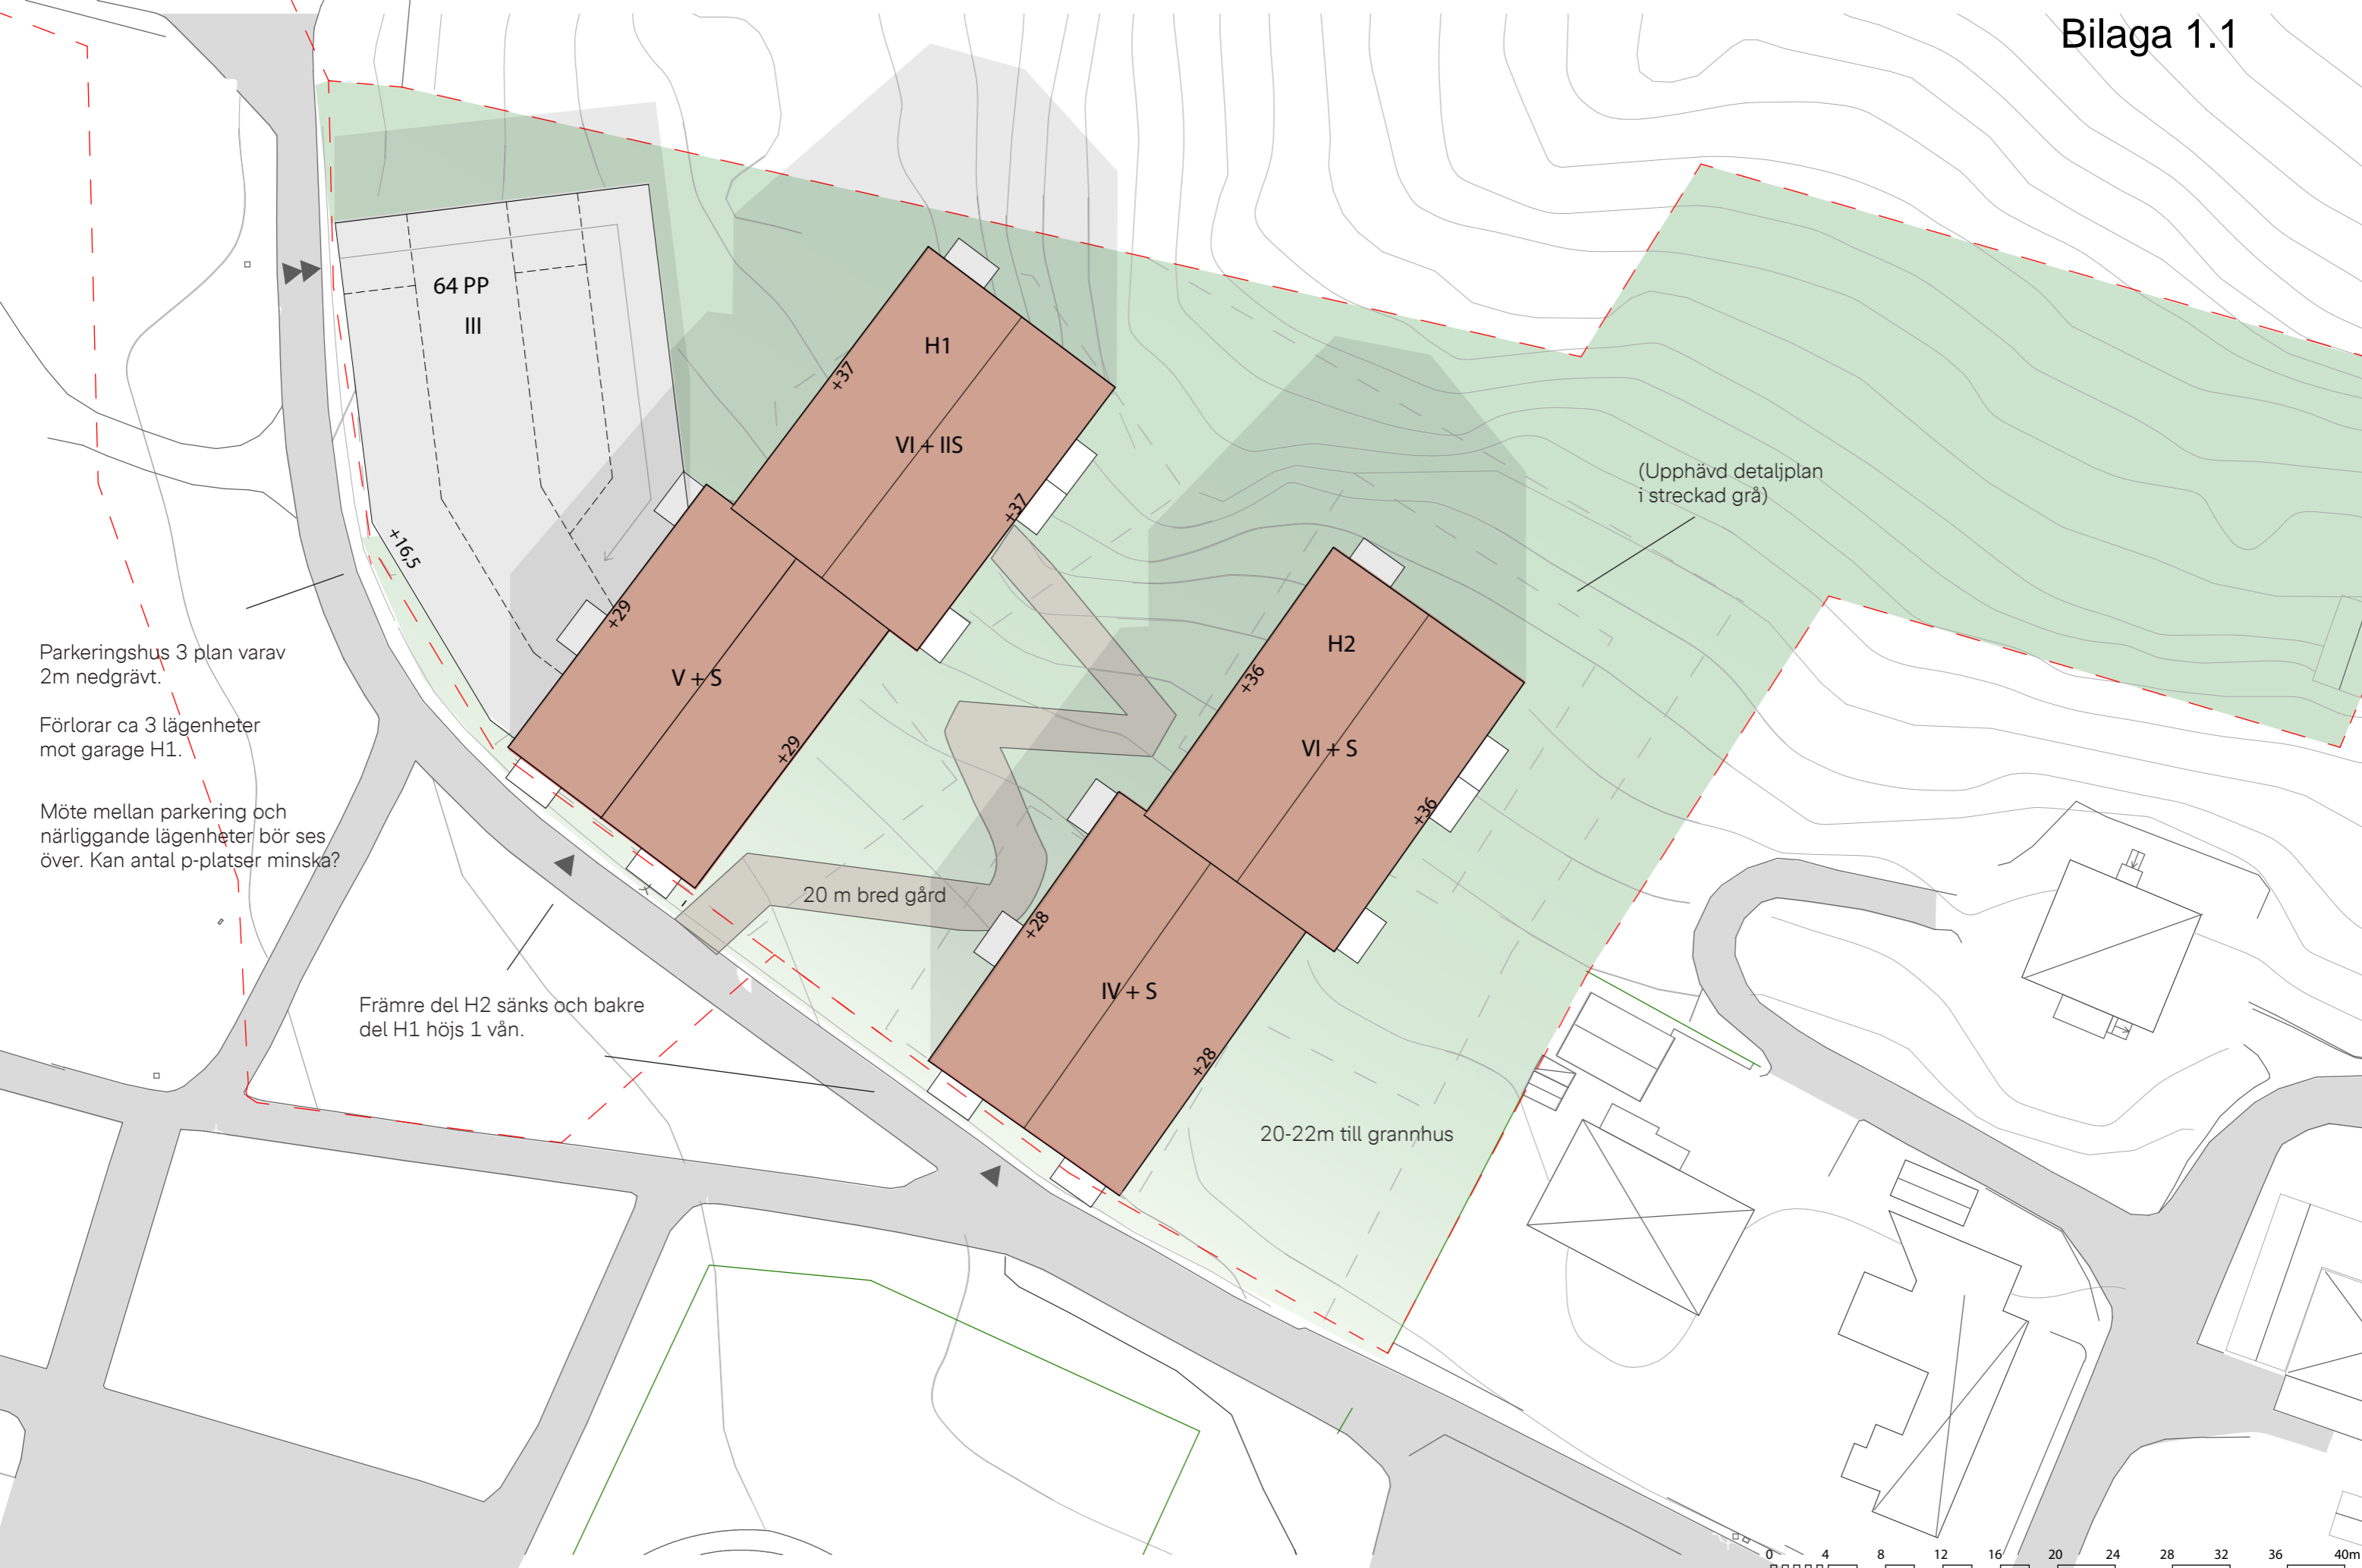 Bilaga 1.1
64 PP
III
H1
+37
VI + IIS
+37
(Upphävd detaljplan
i streckad grå)
+16,5
+29
V + S
+29
H2
+36
VI + S
+36
Parkeringshus 3 plan varav
2m nedgrävt.
Förlorar ca 3 lägenheter
mot garage H1.
Möte mellan parkering och
närliggande lägenheter bör ses
över. Kan antal p-platser minska?
20 m bred gård
+28
IV + S
+28
Främre del H2 sänks och bakre
del H1 höjs 1 vån.
20-22m till grannhus
0 4 8 12 16 20 24 28 32 36 40m